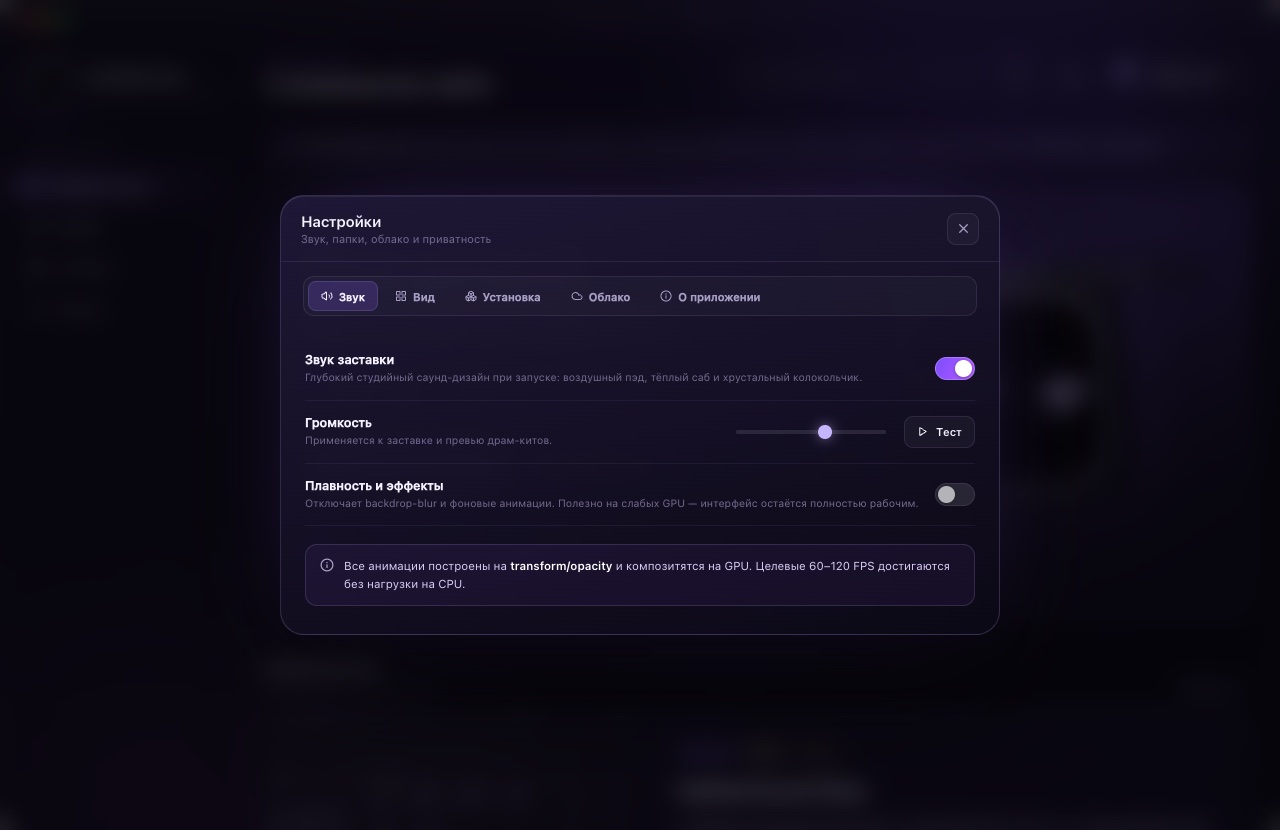 Настройки
Звук, папки, облако и приватность
Звук
Вид
Установка
Облако
О приложении
Звук заставки
Глубокий студийный саунд-дизайн при запуске: воздушный пэд, тёплый саб и хрустальный колокольчик.
Громкость
Применяется к заставке и превью драм-китов.
Тест
Плавность и эффекты
Отключает backdrop-blur и фоновые анимации. Полезно на слабых GPU — интерфейс остаётся полностью рабочим.
Все анимации построены на transform/opacity и композитятся на GPU. Целевые 60–120 FPS достигаются
без нагрузки на CPU.